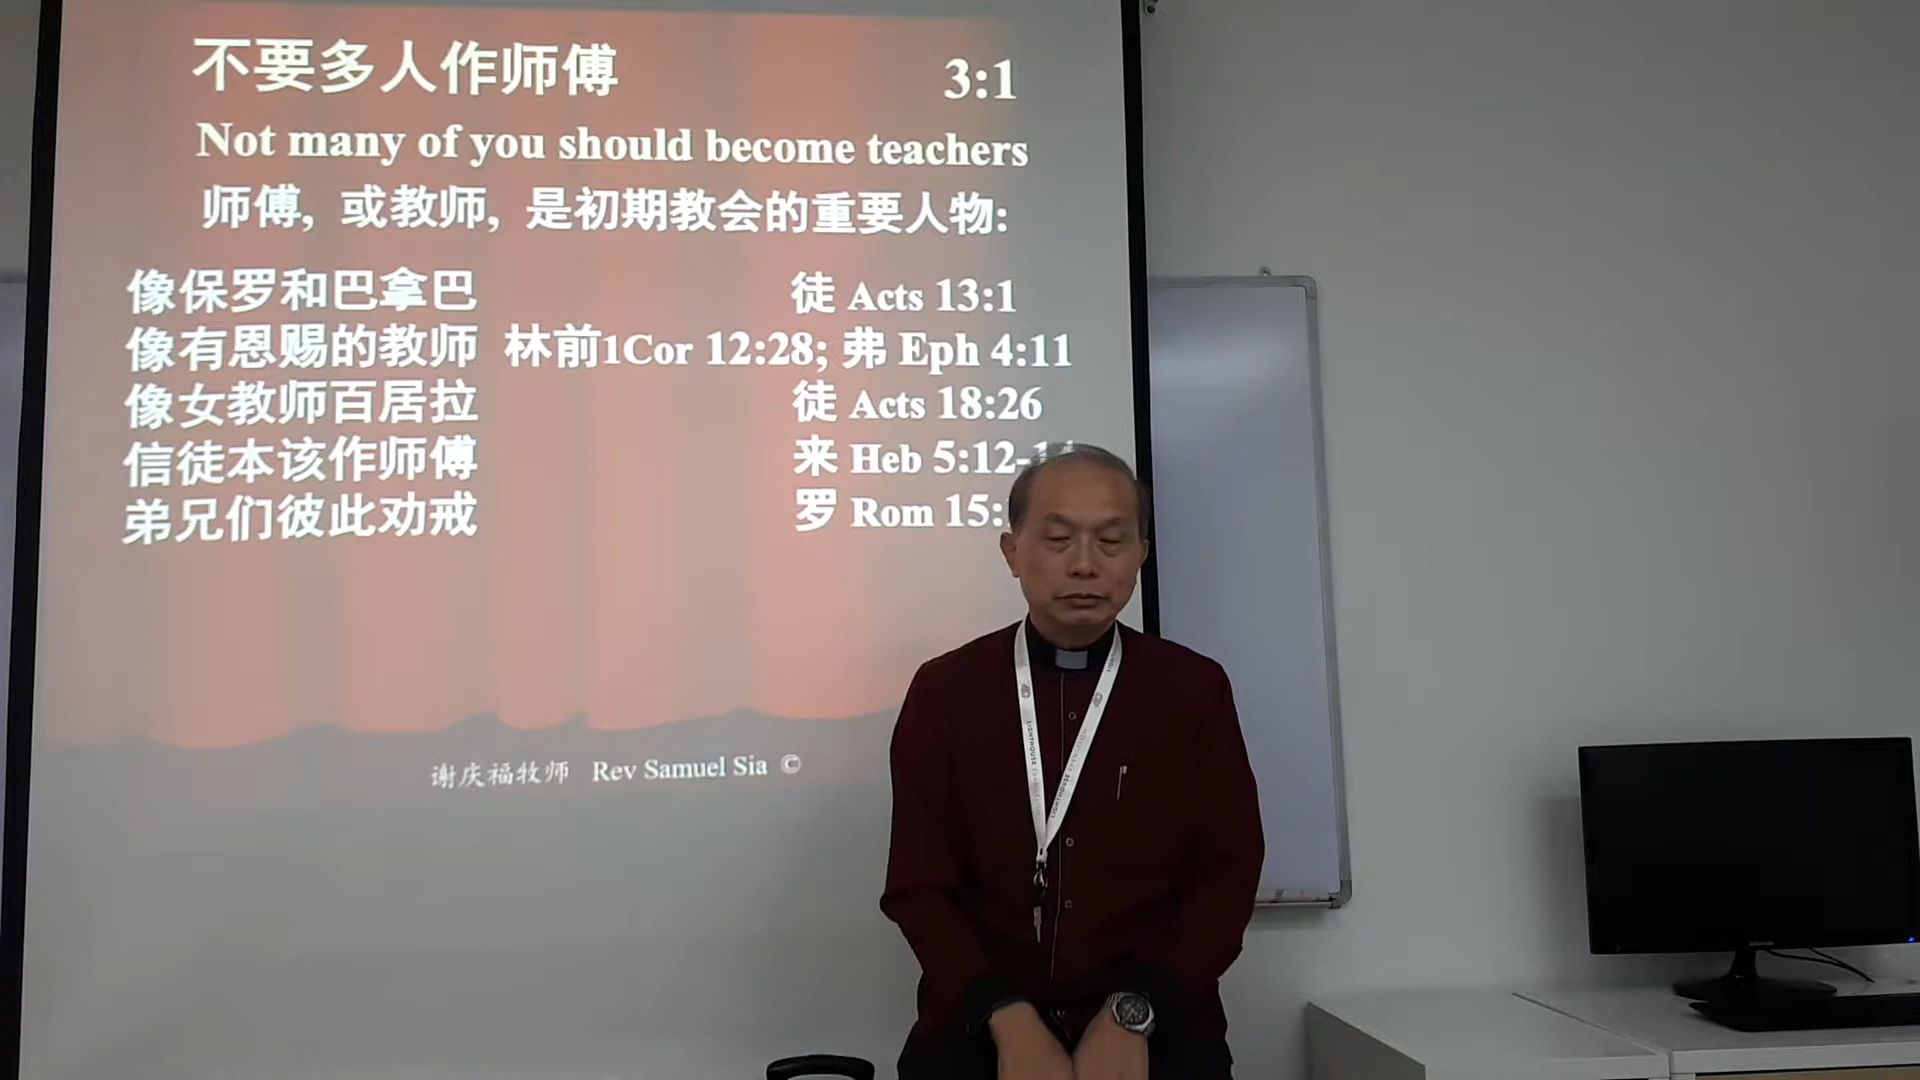 不要多人作师傅 3:1
Not many of you should become teachers
师傅, 或教师, 是初期教会的重要人物:
像保罗和巴拿巴 徒 Acts 13:1
像有恩赐的教师 林前1Cor 12:28; 弗 Eph 4:11
像女教师百居拉 徒 Acts 18:26
信徒本该作师傅 来 Heb 5:12-14
弟兄们彼此劝戒 罗 Rom 15:
谢庆福牧师 Rev Samuel Sia ©
LIGHTHOUSE
LIGHTHOUSE
SAMSUNG